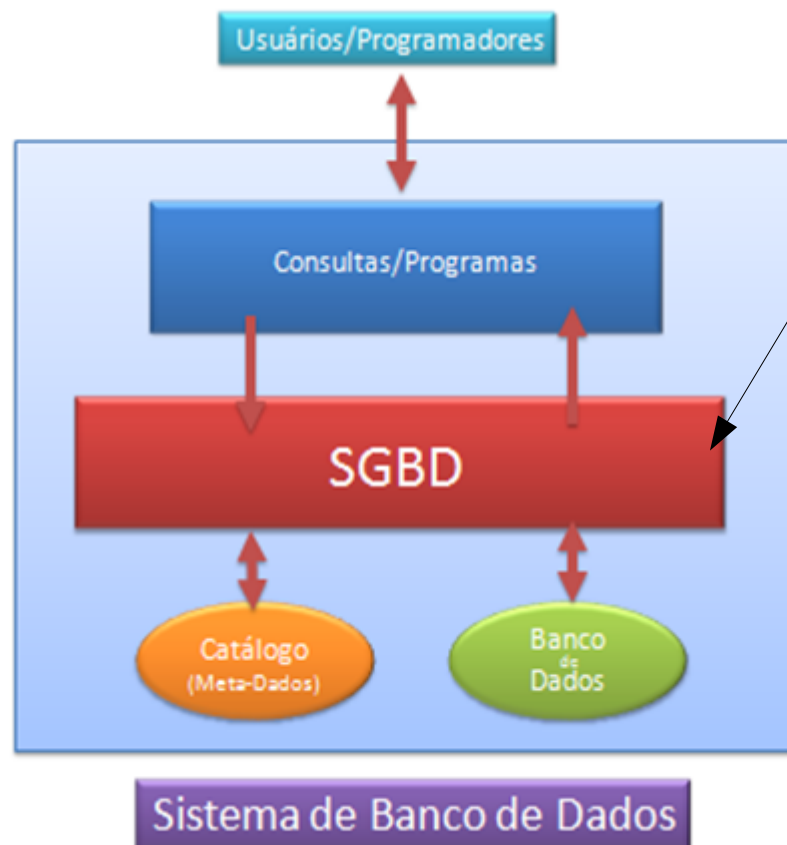 Usuários/Programadores
Consultas/Programas
SGBD
Catálogo
(Meta-Dados)
Banco
de
Dados
Sistema de Banco de Dados